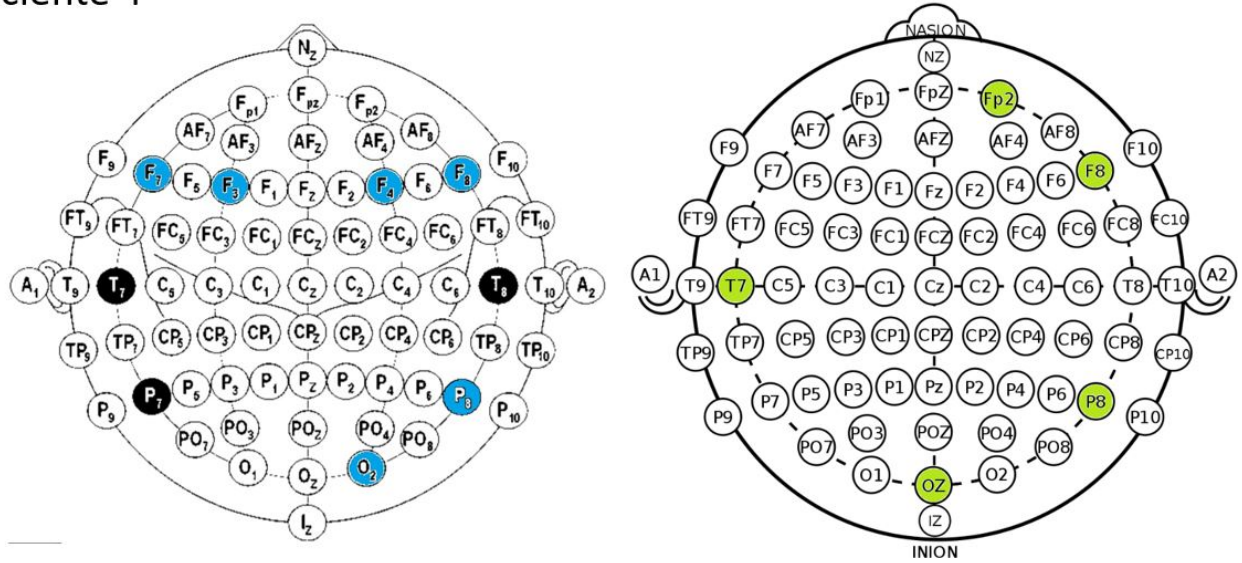 ciente
NZ
Fp1 Fpz Fp2
AF7 AF3 AFZ AF4 AF8
F9 F7 F5 F3 F1 FZ F2 F4 F6 F8 F10
FT9 FT7 FC5 FC3 FC1 FCZ FC2 FC4 FC6 FT8 FT10
A1 T9 T7 C5 C3 C1 CZ C2 C4 C6 T8 T10 A2
TP9 TP7 CP5 CP3 CP1 CPZ CP2 CP4 CP6 TP8 TP10
P9 P7 P5 P3 P1 PZ P2 P4 P6 P8 P10
PO7 PO3 POZ PO4 PO8
O1 OZ O2
IZ
NASION
NZ
Fp1 FpZ Fp2
AF7 AF3 AFZ AF4 AF8
F9 F7 F5 F3 F1 Fz F2 F4 F6 F8 F10
FT9 FT7 FC5 FC3 FC1 FCZ FC2 FC4 FC6 FC8 FC10
A1 T9 T7 C5 C3 C1 Cz C2 C4 C6 T8 T10 A2
TP9 TP7 CP5 CP3 CP1 CPZ CP2 CP4 CP6 CP8 CP10
P9 P7 P5 P3 P1 Pz P2 P4 P6 P8 P10
PO7 PO3 POZ PO4 PO8
O1 OZ O2
IZ
INION